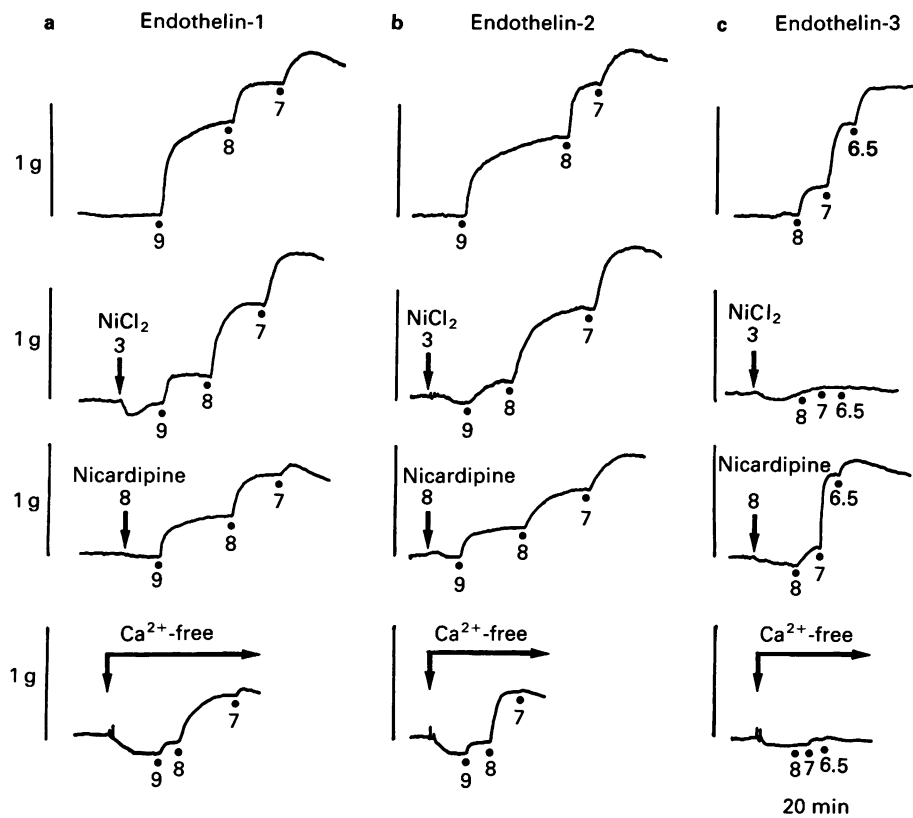 a Endothelin-1 b Endothelin-2 c Endothelin-3
1 g
9 8 7
9 8 7
8 7 6.5
1 g
NiCl2
3
9 8 7
NiCl2
3
9 8 7
NiCl2
3
8 7 6.5
1 g
Nicardipine
8
9 8 7
Nicardipine
8
9 8 7
Nicardipine
8
8 7 6.5
1 g
Ca2+-free
9 8 7
Ca2+-free
9 8 7
Ca2+-free
8 7 6.5
20 min